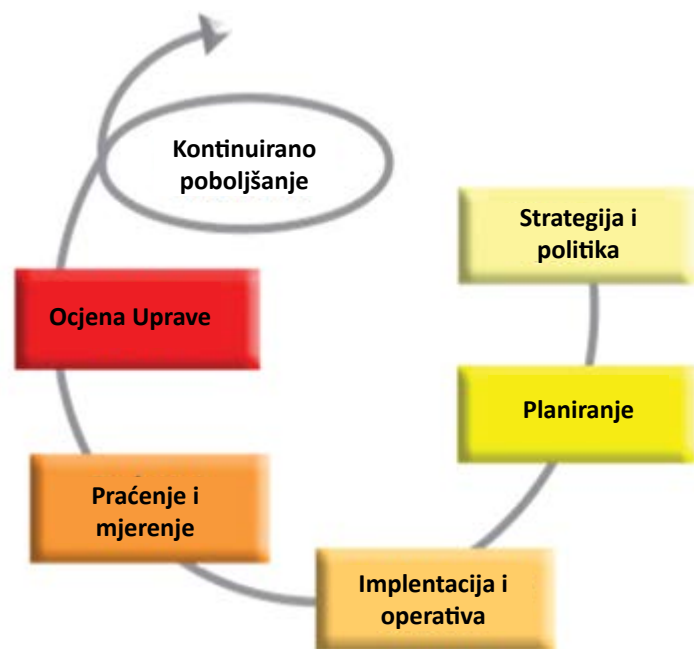 Kontinuirano
poboljšanje
Strategija i
politika
Ocjena Uprave
Planiranje
Praćenje i
mjerenje
Implentacija i
operativa